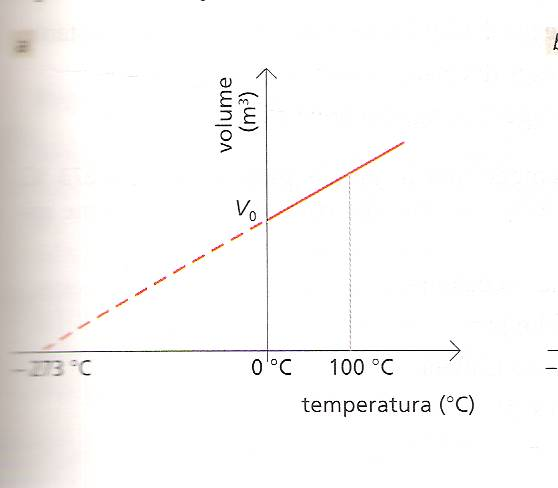 a
volume
(m³)
V₀
–273 °C
0 °C
100 °C
temperatura (°C)